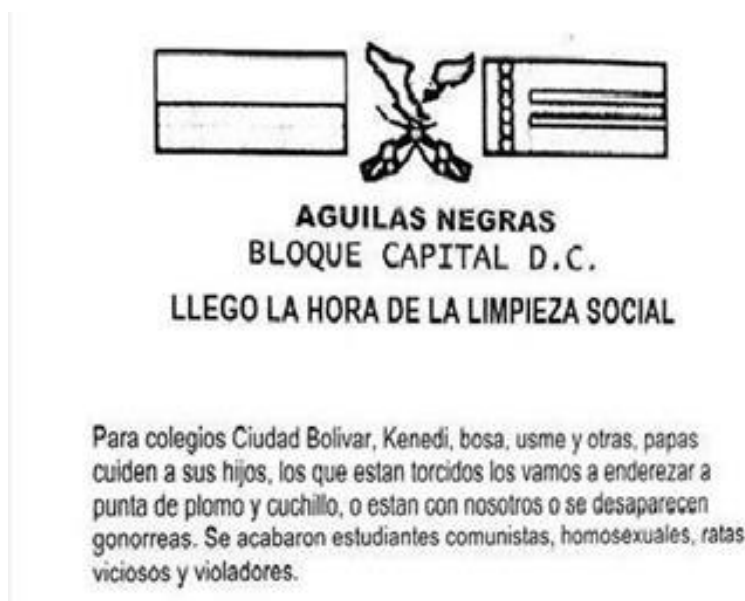 AGUILAS NEGRAS
BLOQUE CAPITAL D.C.
LLEGO LA HORA DE LA LIMPIEZA SOCIAL
Para colegios Ciudad Bolivar, Kenedi, bosa, usme y otras, papas
cuiden a sus hijos, los que estan torcidos los vamos a enderezar a
punta de plomo y cuchillo, o estan con nosotros o se desaparecen
gonorreas. Se acabaron estudiantes comunistas, homosexuales, ratas
viciosos y violadores.